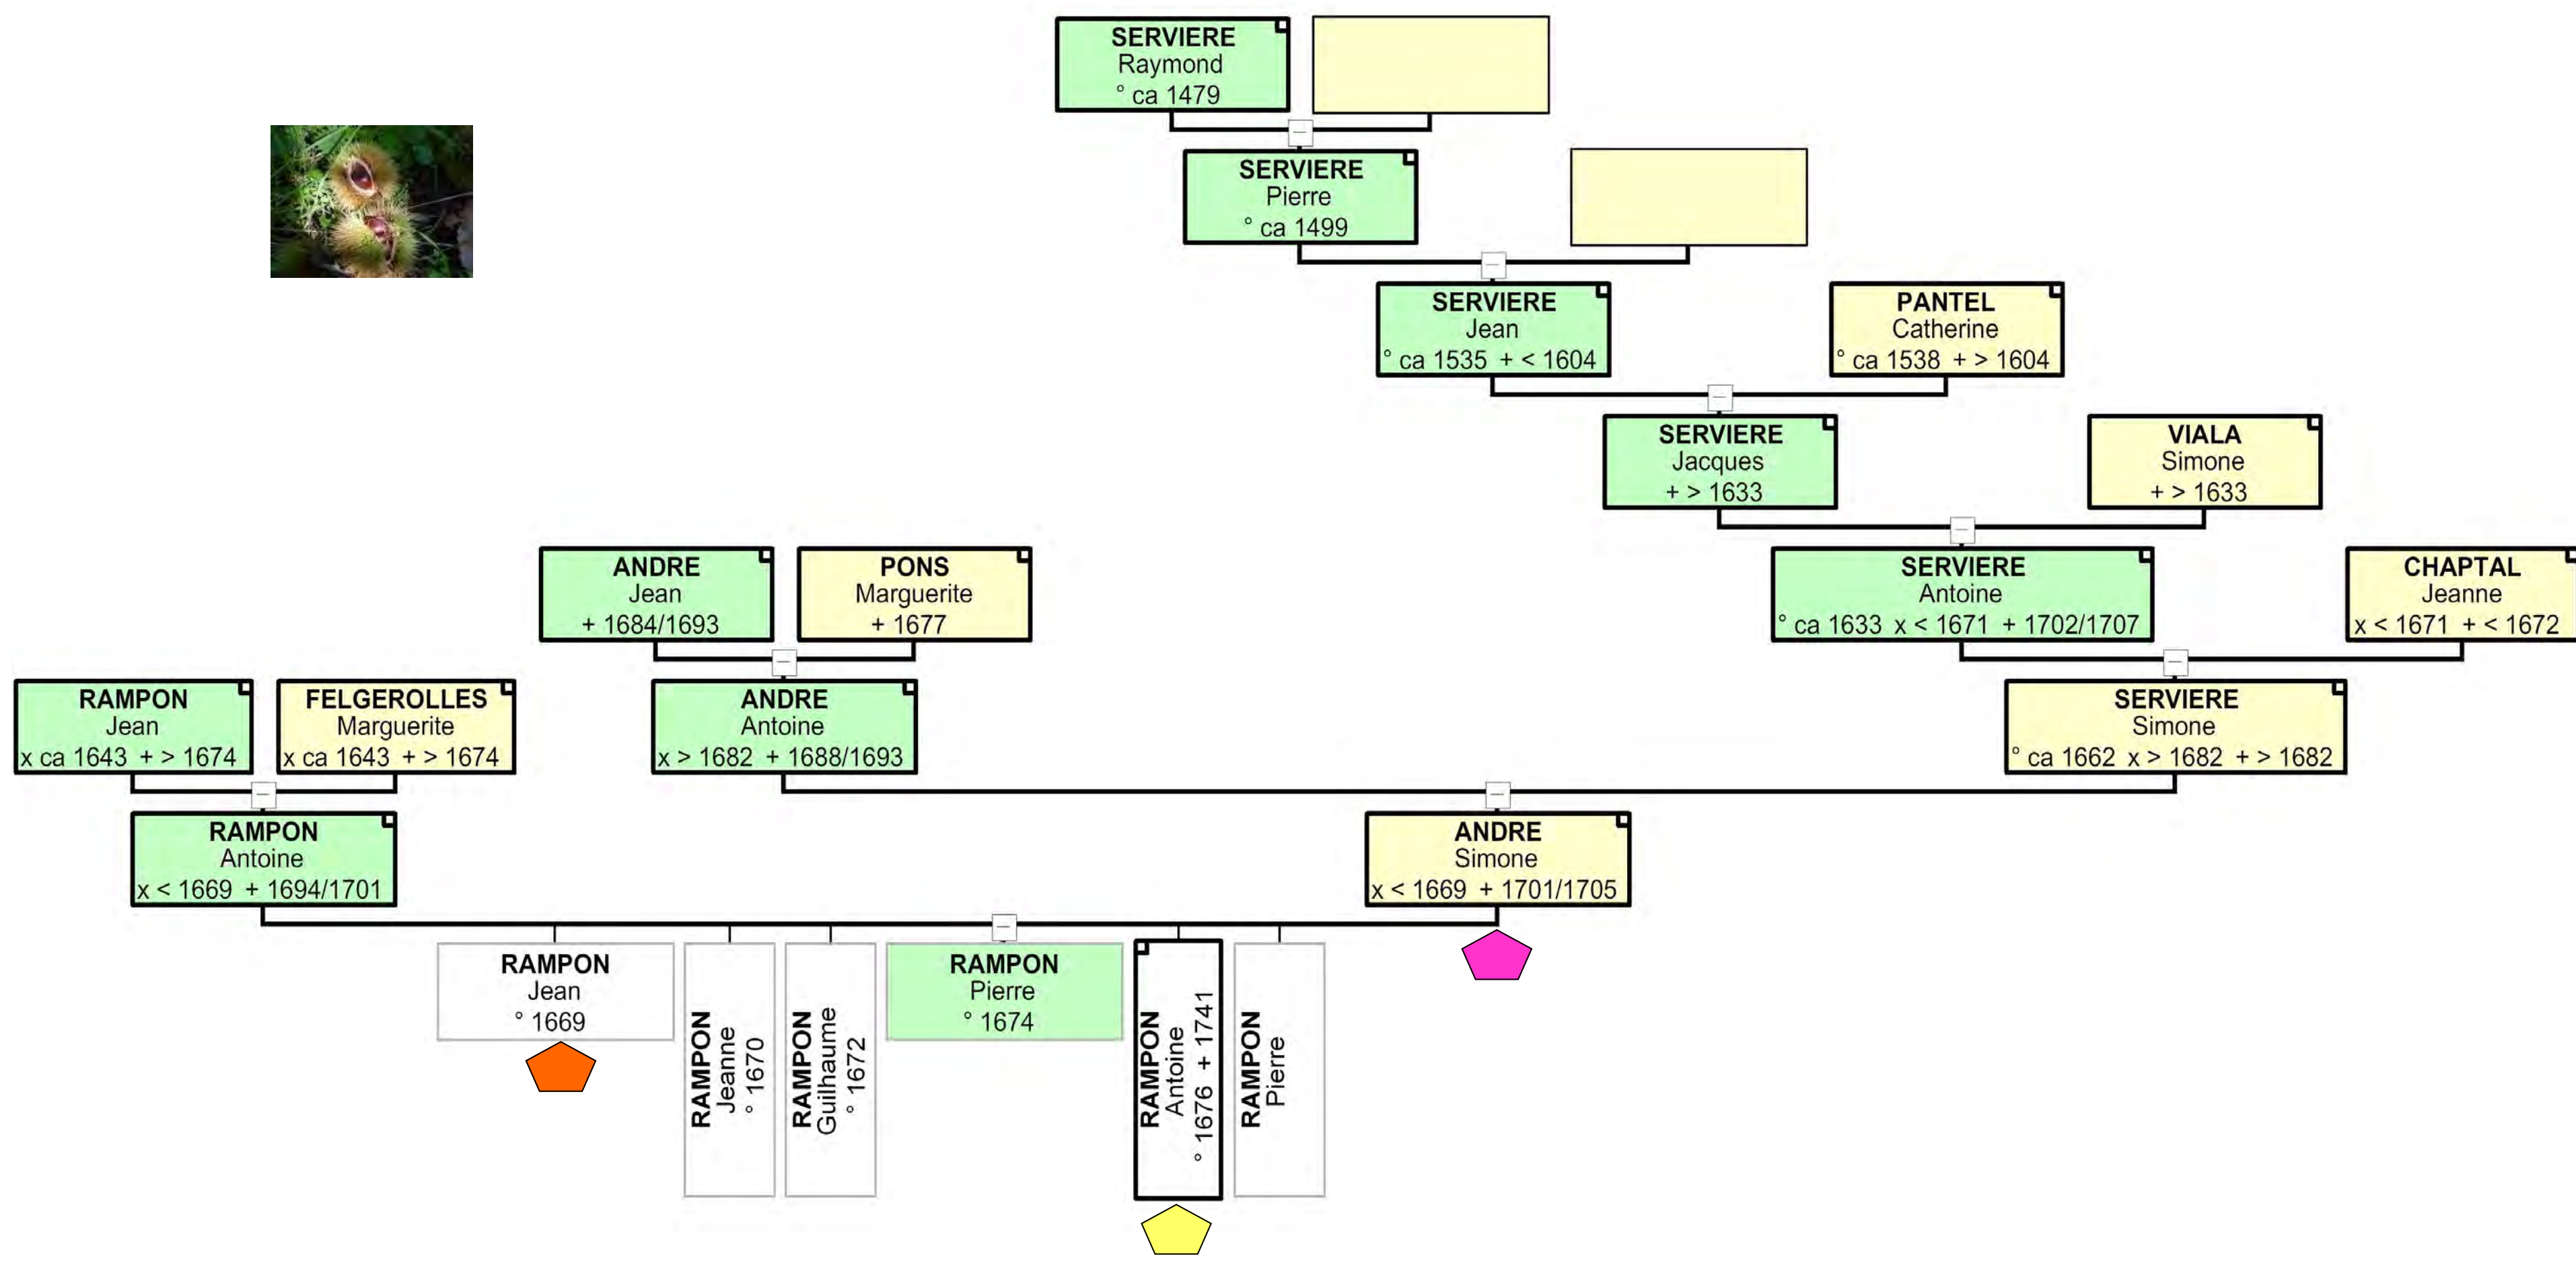 SERVIERE
Raymond
° ca 1479
SERVIERE
Pierre
° ca 1499
SERVIERE
Jean
° ca 1535 + < 1604
PANTEL
Catherine
° ca 1538 + > 1604
SERVIERE
Jacques
+ > 1633
VIALA
Simone
+ > 1633
ANDRE
Jean
+ 1684/1693
PONS
Marguerite
+ 1677
SERVIERE
Antoine
° ca 1633 x < 1671 + 1702/1707
CHAPTAL
Jeanne
x < 1671 + < 1672
RAMPON
Jean
x ca 1643 + > 1674
FELGEROLLES
Marguerite
x ca 1643 + > 1674
ANDRE
Antoine
x > 1682 + 1688/1693
SERVIERE
Simone
° ca 1662 x > 1682 + > 1682
RAMPON
Antoine
x < 1669 + 1694/1701
ANDRE
Simone
x < 1669 + 1701/1705
RAMPON
Jean
° 1669
RAMPON
Jeanne
° 1670
RAMPON
Guilhaume
° 1672
RAMPON
Pierre
° 1674
RAMPON
Antoine
° 1676 + 1741
RAMPON
Pierre